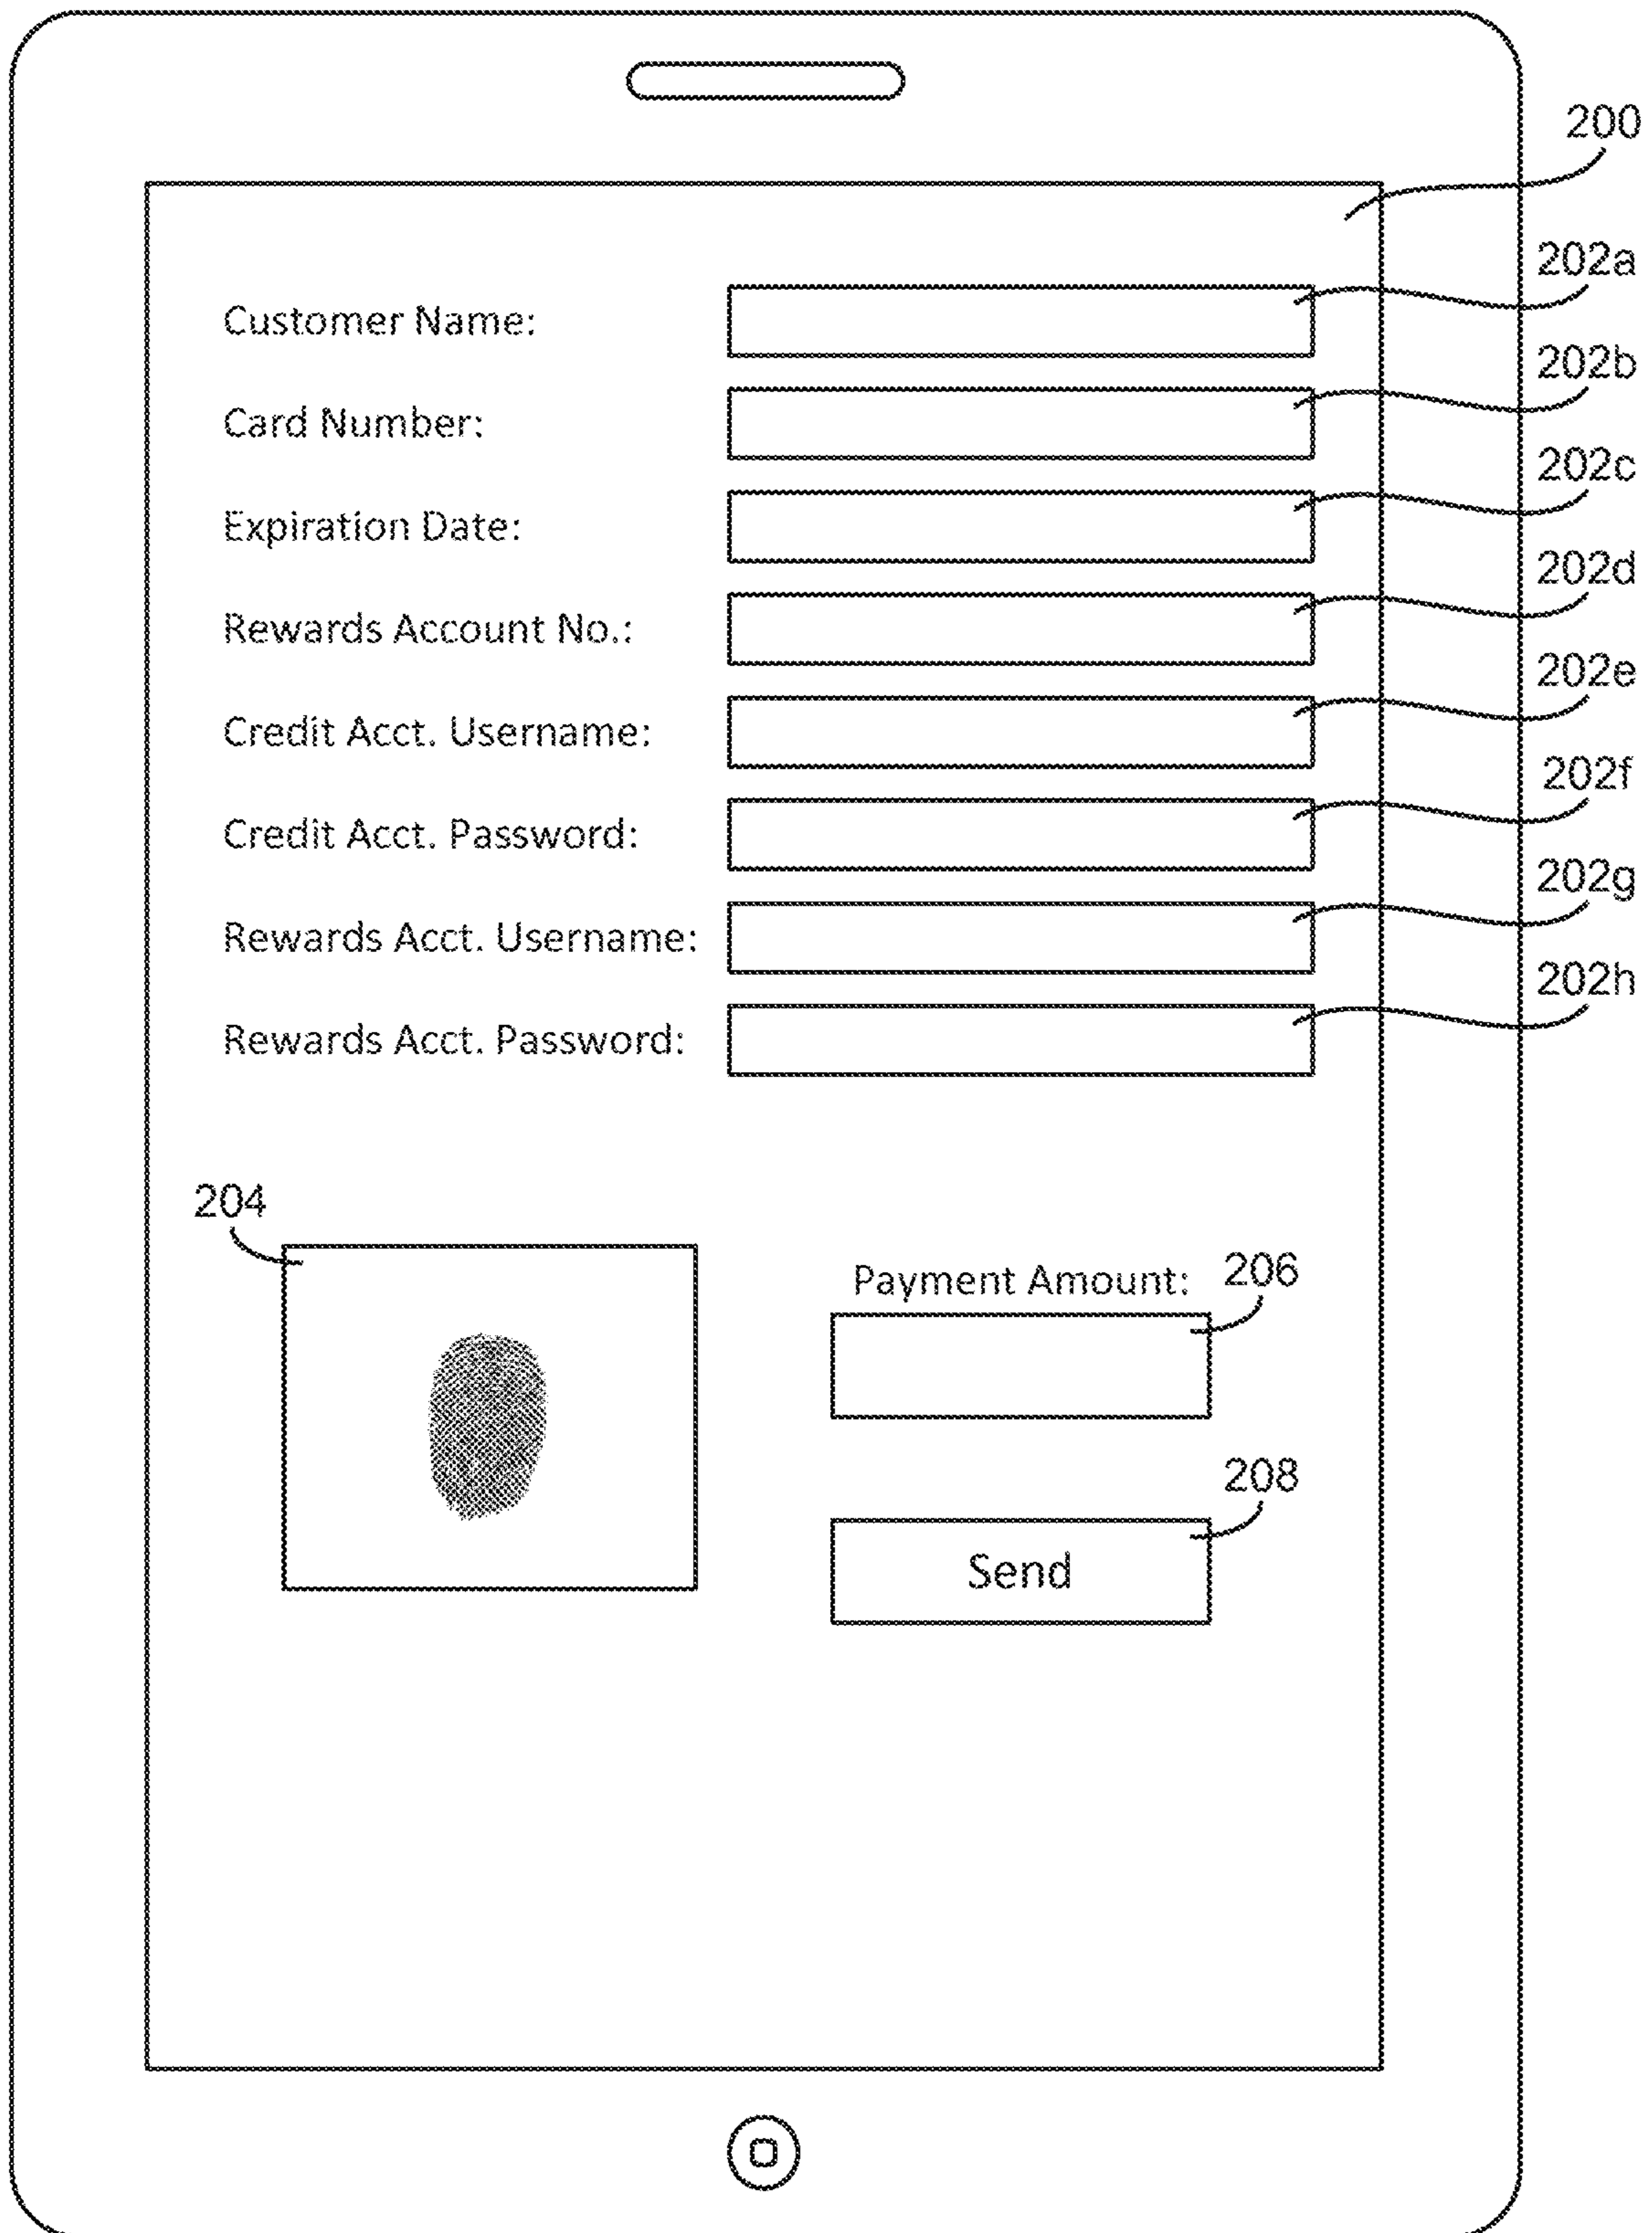 200
202a
Customer Name:
202b
Card Number:
202c
Expiration Date:
202d
Rewards Account No.:
202e
Credit Acct. Username:
202f
Credit Acct. Password:
202g
Rewards Acct. Username:
202h
Rewards Acct. Password:
204
Payment Amount: 206
208
Send